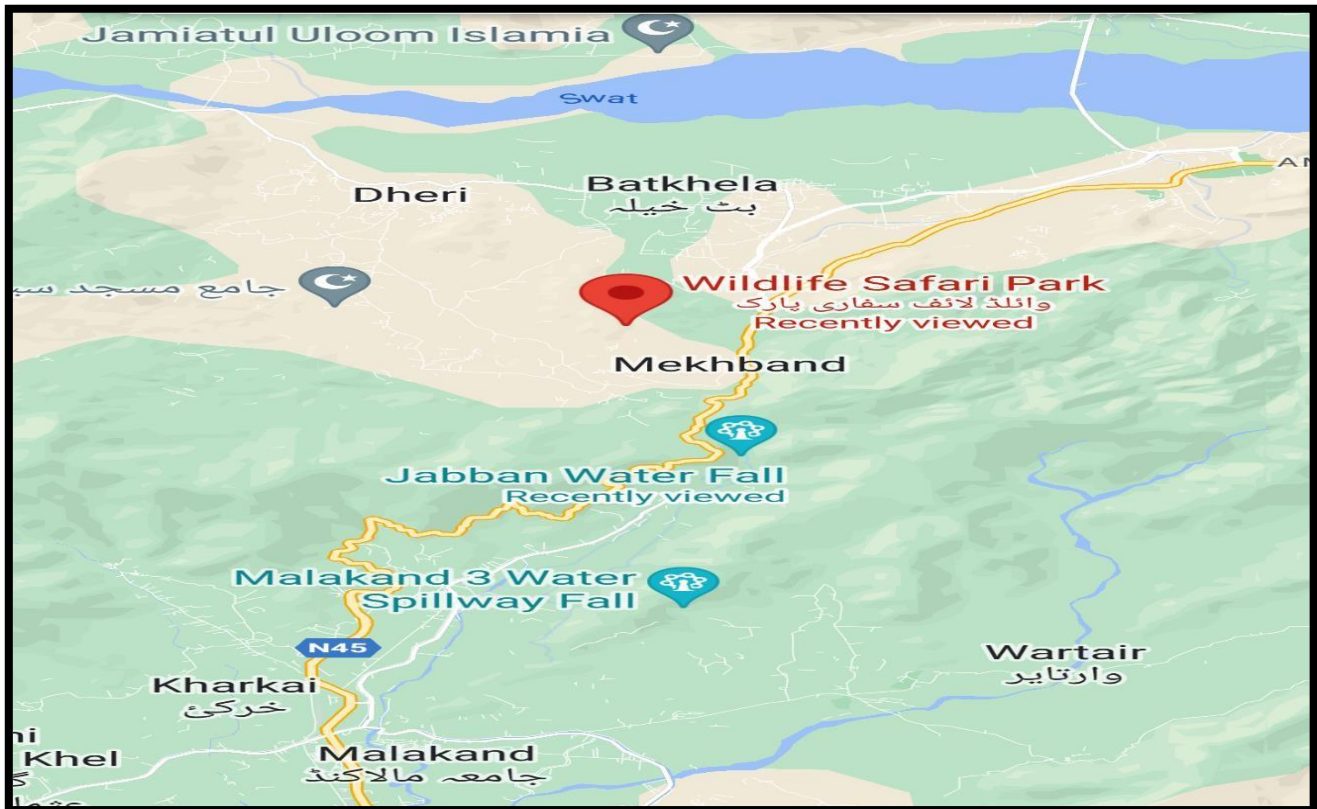 Jamiatul Uloom Islamia
Swat
Dheri
Batkhela
بٹ خیلہ
جامع مسجد
Wildlife Safari Park
وائلڈ لائف سفاری پارک
Recently viewed
Mekhband
Jabban Water Fall
Recently viewed
Malakand 3 Water
Spillway Fall
N45
Wartair
وارتایر
Kharkai
خرکئ
Khel
Malakand
جامعہ مالاکنڈ